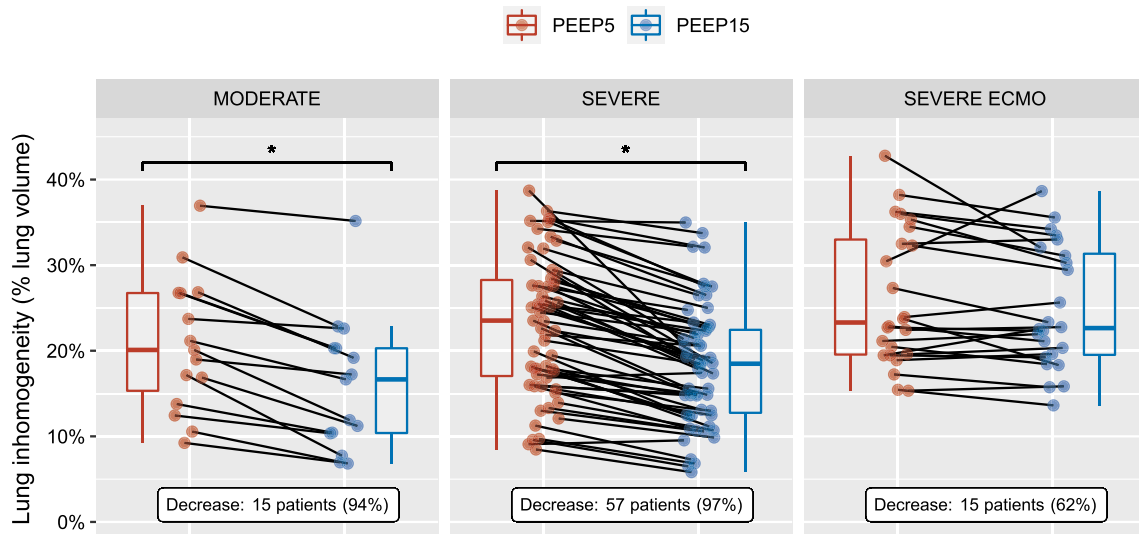 PEEP5 PEEP15
MODERATE
SEVERE
SEVERE ECMO
Lung inhomogeneity (% lung volume)
40%
30%
20%
10%
0%
*
*
Decrease: 15 patients (94%)
Decrease: 57 patients (97%)
Decrease: 15 patients (62%)